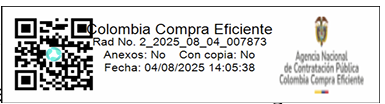 Colombia Compra Eficiente
Rad No. 2_2025_08_04_007873
Anexos: No Con copia: No
Fecha: 04/08/2025 14:05:38
Agencia Nacional
de Contratación Pública
Colombia Compra Eficiente